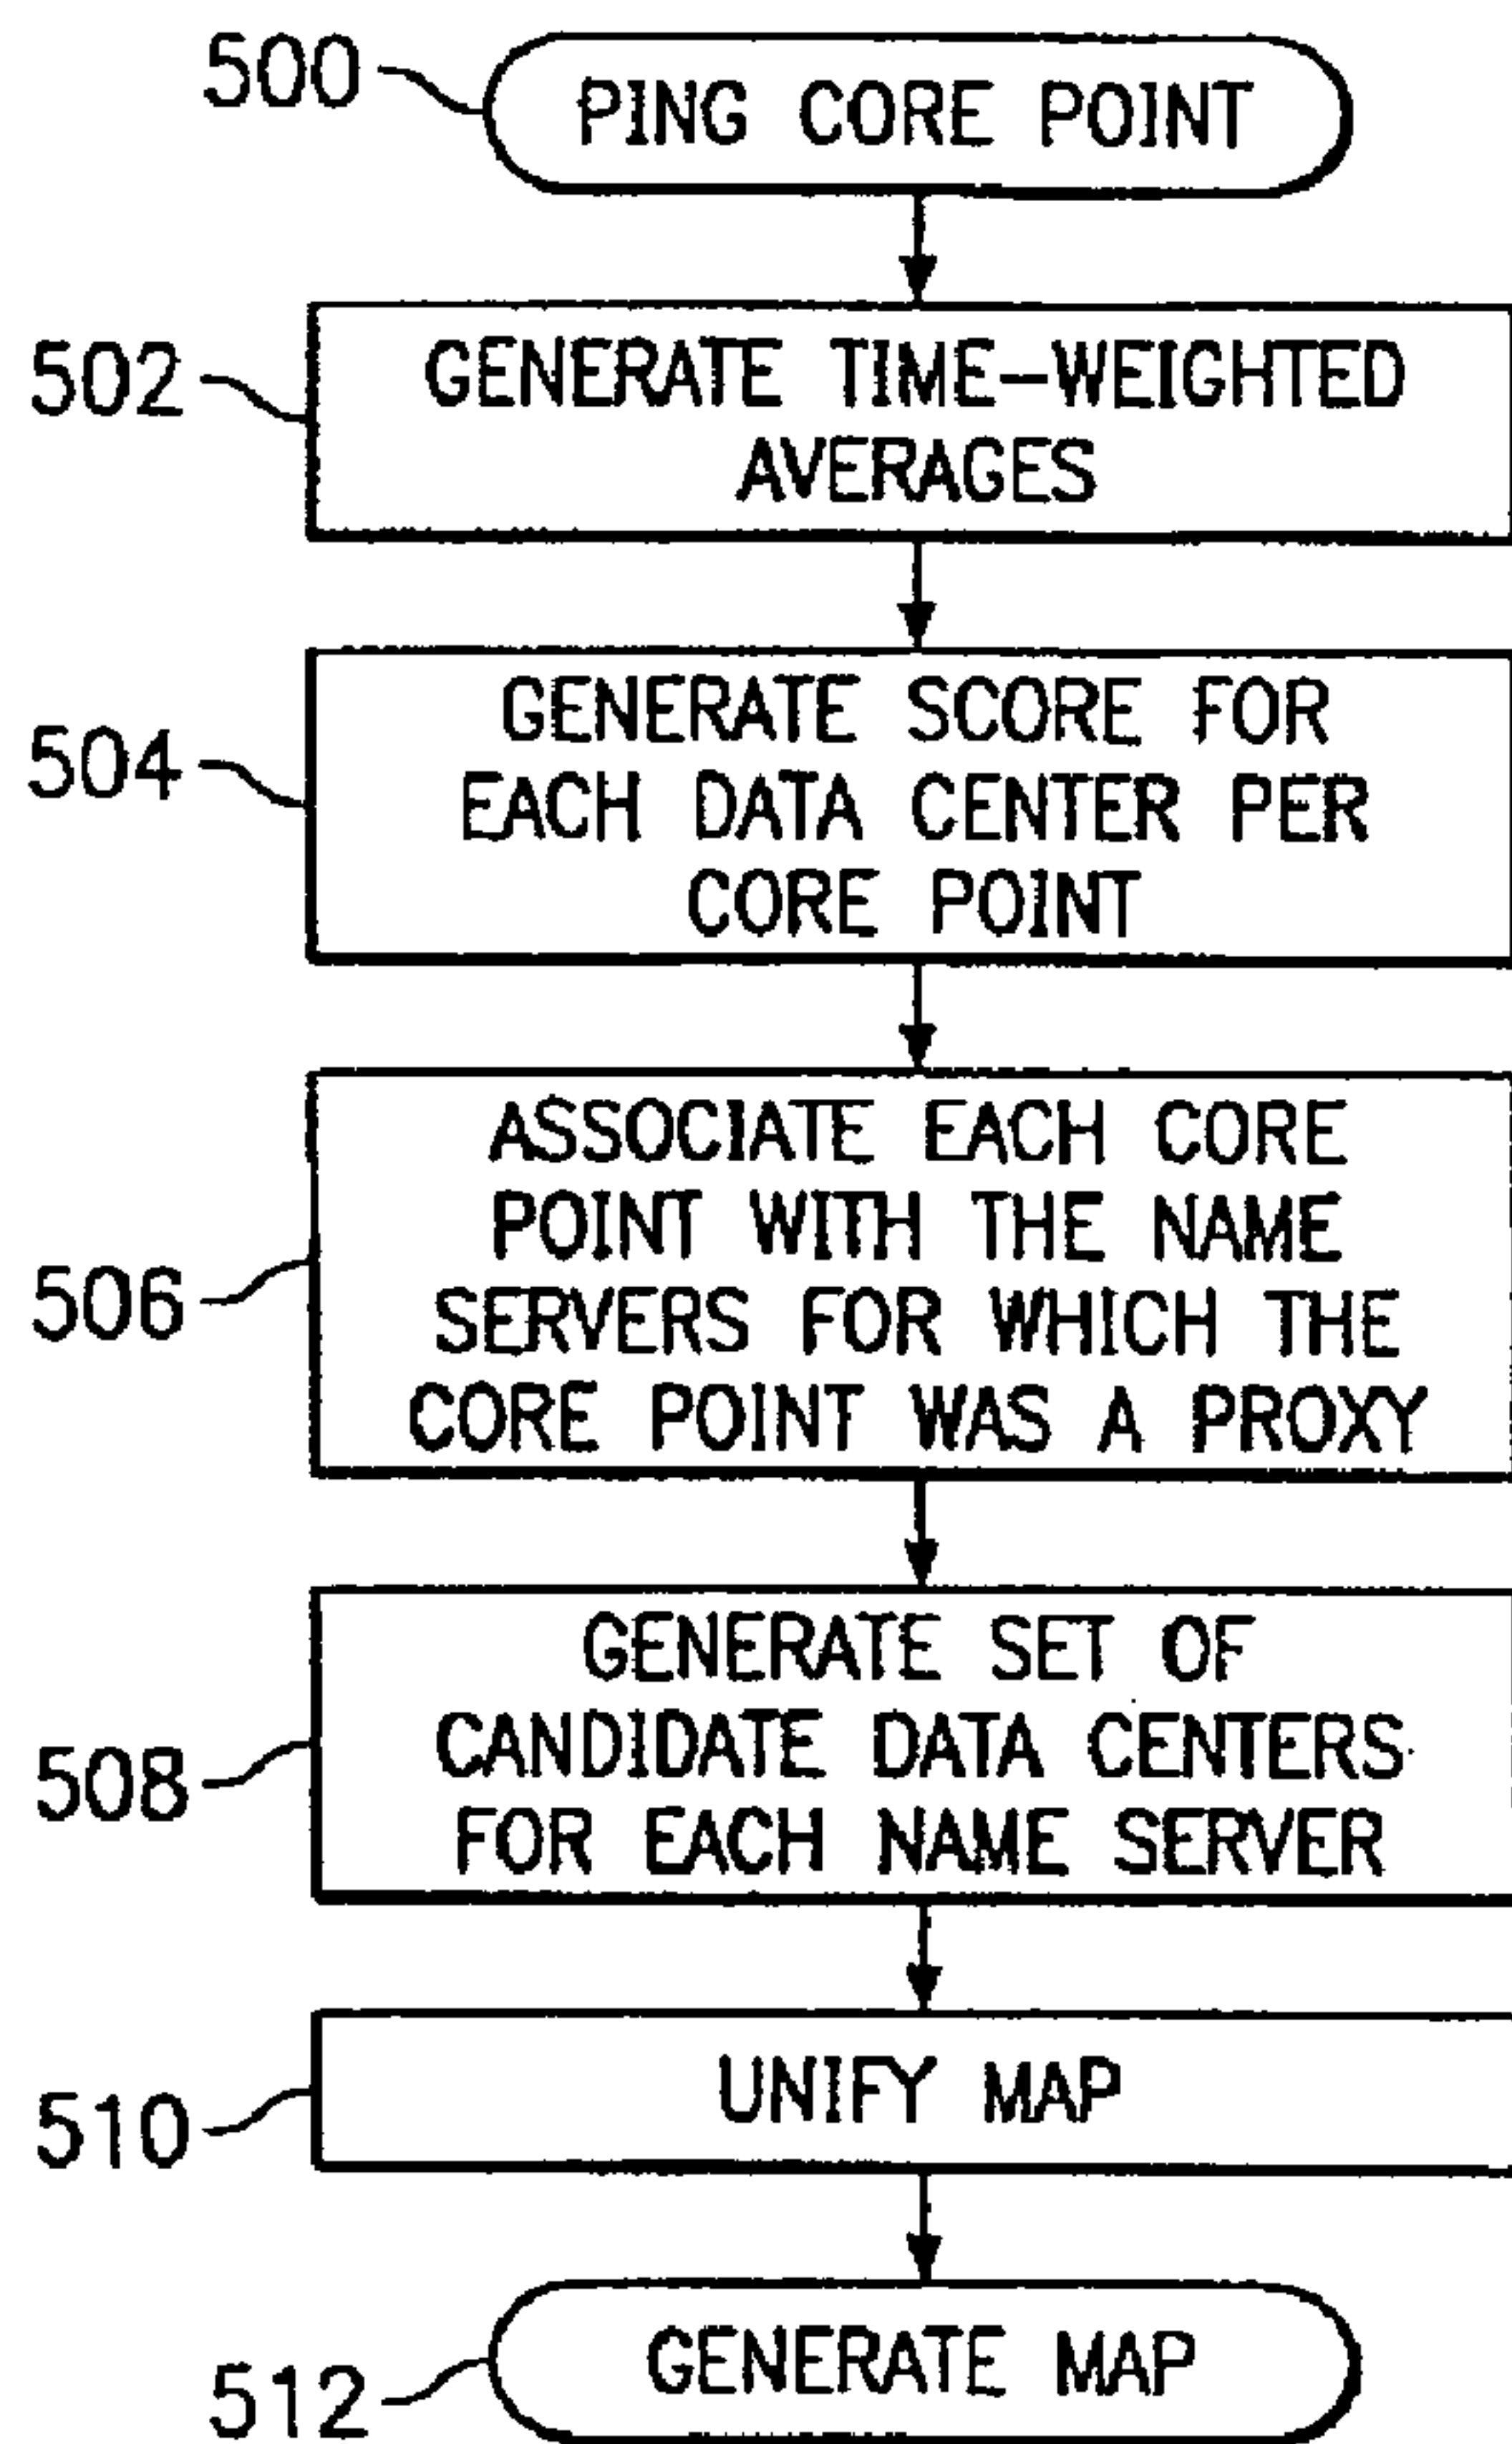 500
PING CORE POINT
502
GENERATE TIME-WEIGHTED
AVERAGES
504
GENERATE SCORE FOR
EACH DATA CENTER PER
CORE POINT
506
ASSOCIATE EACH CORE
POINT WITH THE NAME
SERVERS FOR WHICH THE
CORE POINT WAS A PROXY
508
GENERATE SET OF
CANDIDATE DATA CENTERS
FOR EACH NAME SERVER
510
UNIFY MAP
512
GENERATE MAP